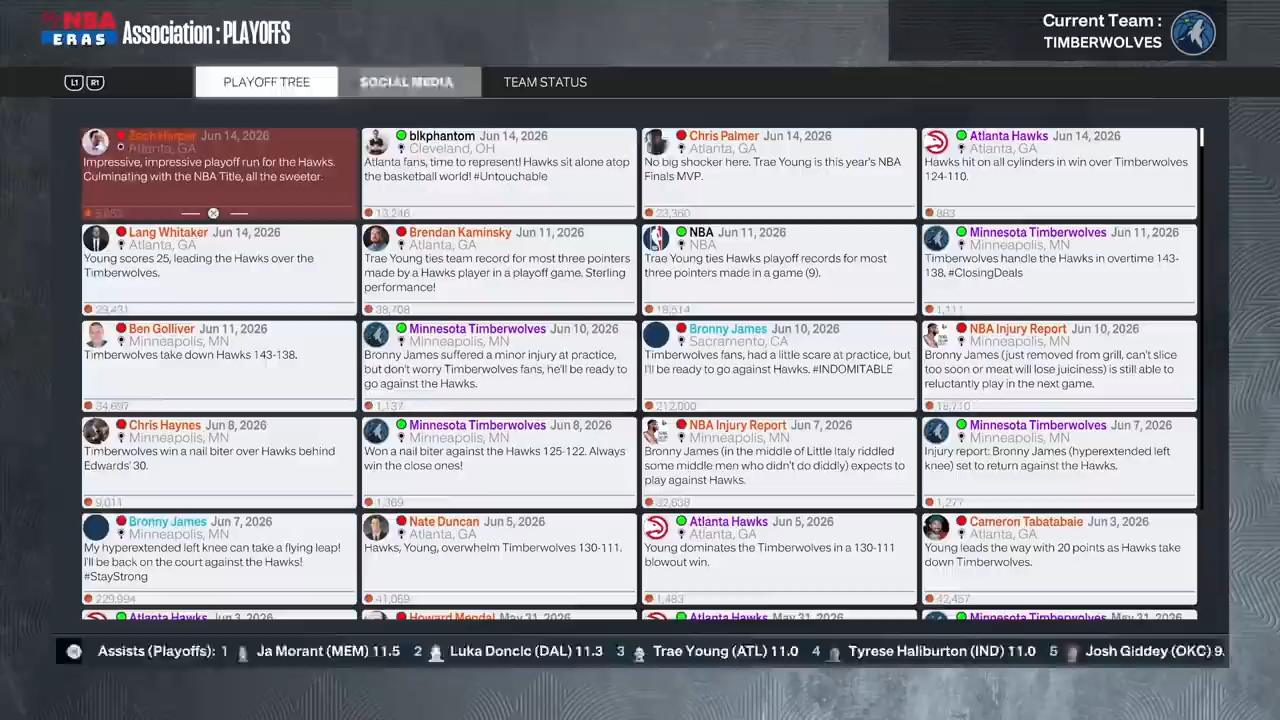 MyNBA
ERAS
Association : PLAYOFFS
Current Team :
TIMBERWOLVES
L1 R1
PLAYOFF TREE
SOCIAL MEDIA
TEAM STATUS
Zach Harper Jun 14, 2026
Atlanta, GA
Impressive, impressive playoff run for the Hawks.
Culminating with the NBA Title, all the sweeter.
blkphantom Jun 14, 2026
Cleveland, OH
Atlanta fans, time to represent! Hawks sit alone atop
the basketball world! #Untouchable
13,246
Chris Palmer Jun 14, 2026
Atlanta, GA
No big shocker here. Trae Young is this year's NBA
Finals MVP.
23,360
Atlanta Hawks Jun 14, 2026
Atlanta, GA
Hawks hit on all cylinders in win over Timberwolves
124-110.
883
Lang Whitaker Jun 14, 2026
Atlanta, GA
Young scores 25, leading the Hawks over the
Timberwolves.
29,431
Brendan Kaminsky Jun 11, 2026
Atlanta, GA
Trae Young ties team record for most three pointers
made by a Hawks player in a playoff game. Sterling
performance!
38,708
NBA Jun 11, 2026
NBA
Trae Young ties Hawks playoff records for most
three pointers made in a game (9).
18,514
Minnesota Timberwolves Jun 11, 2026
Minneapolis, MN
Timberwolves handle the Hawks in overtime 143-
138. #ClosingDeals
1,111
Ben Golliver Jun 11, 2026
Minneapolis, MN
Timberwolves take down Hawks 143-138.
34,697
Minnesota Timberwolves Jun 10, 2026
Minneapolis, MN
Bronny James suffered a minor injury at practice,
but don't worry Timberwolves fans, he'll be ready to
go against the Hawks.
1,137
Bronny James Jun 10, 2026
Sacramento, CA
Timberwolves fans, had a little scare at practice, but
I'll be ready to go against Hawks. #INDOMITABLE
212,000
NBA Injury Report Jun 10, 2026
Minneapolis, MN
Bronny James (just removed from grill, can't slice
too soon or meat will lose juiciness) is still able to
reluctantly play in the next game.
18,710
Chris Haynes Jun 8, 2026
Minneapolis, MN
Timberwolves win a nail biter over Hawks behind
Edwards' 30.
9,011
Minnesota Timberwolves Jun 8, 2026
Minneapolis, MN
Won a nail biter against the Hawks 125-122. Always
win the close ones!
1,369
NBA Injury Report Jun 7, 2026
Minneapolis, MN
Bronny James (in the middle of Little Italy riddled
some middle men who didn't do diddly) expects to
play against Hawks.
32,638
Minnesota Timberwolves Jun 7, 2026
Minneapolis, MN
Injury report: Bronny James (hyperextended left
knee) set to return against the Hawks.
1,277
Bronny James Jun 7, 2026
Minneapolis, MN
My hyperextended left knee can take a flying leap!
I'll be back on the court against the Hawks!
#StayStrong
229,994
Nate Duncan Jun 5, 2026
Atlanta, GA
Hawks, Young, overwhelm Timberwolves 130-111.
41,069
Atlanta Hawks Jun 5, 2026
Atlanta, GA
Young dominates the Timberwolves in a 130-111
blowout win.
1,483
Cameron Tabatabaie Jun 3, 2026
Atlanta, GA
Young leads the way with 20 points as Hawks take
down Timberwolves.
42,457
Atlanta Hawks Jun 3, 2026
Howard Mendal May 31, 2026
Atlanta Hawks May 31, 2026
Minnesota Timberwolves May 31, 2026
Assists (Playoffs): 1 Ja Morant (MEM) 11.5 2 Luka Doncic (DAL) 11.3 3 Trae Young (ATL) 11.0 4 Tyrese Haliburton (IND) 11.0 5 Josh Giddey (OKC) 9.